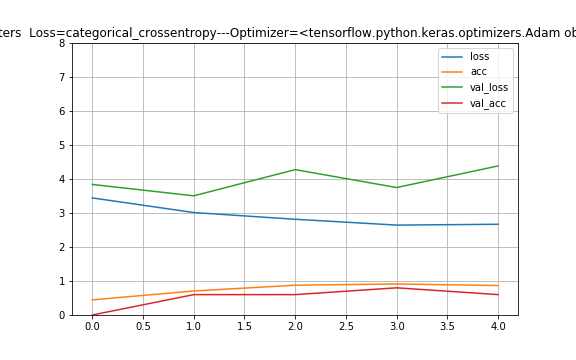 ters  Loss=categorical_crossentropy---Optimizer=<tensorflow.python.keras.optimizers.Adam ob
8
7
6
5
4
3
2
1
0
loss
acc
val_loss
val_acc
0.0 0.5 1.0 1.5 2.0 2.5 3.0 3.5 4.0